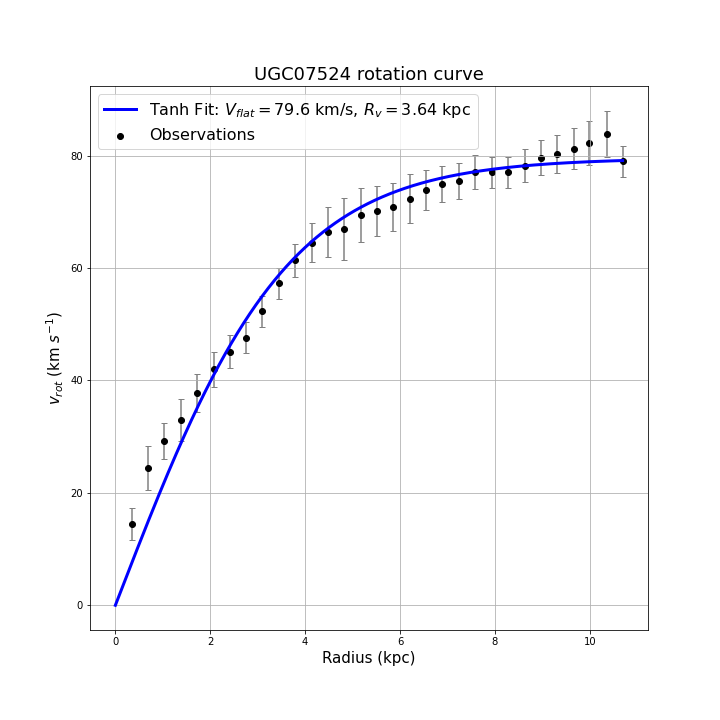 UGC07524 rotation curve
Tanh Fit: $V_{flat} = 79.6$ km/s, $R_v = 3.64$ kpc
Observations
80
60
40
20
0
$v_{rot}$ (km $s^{-1}$)
0 2 4 6 8 10
Radius (kpc)